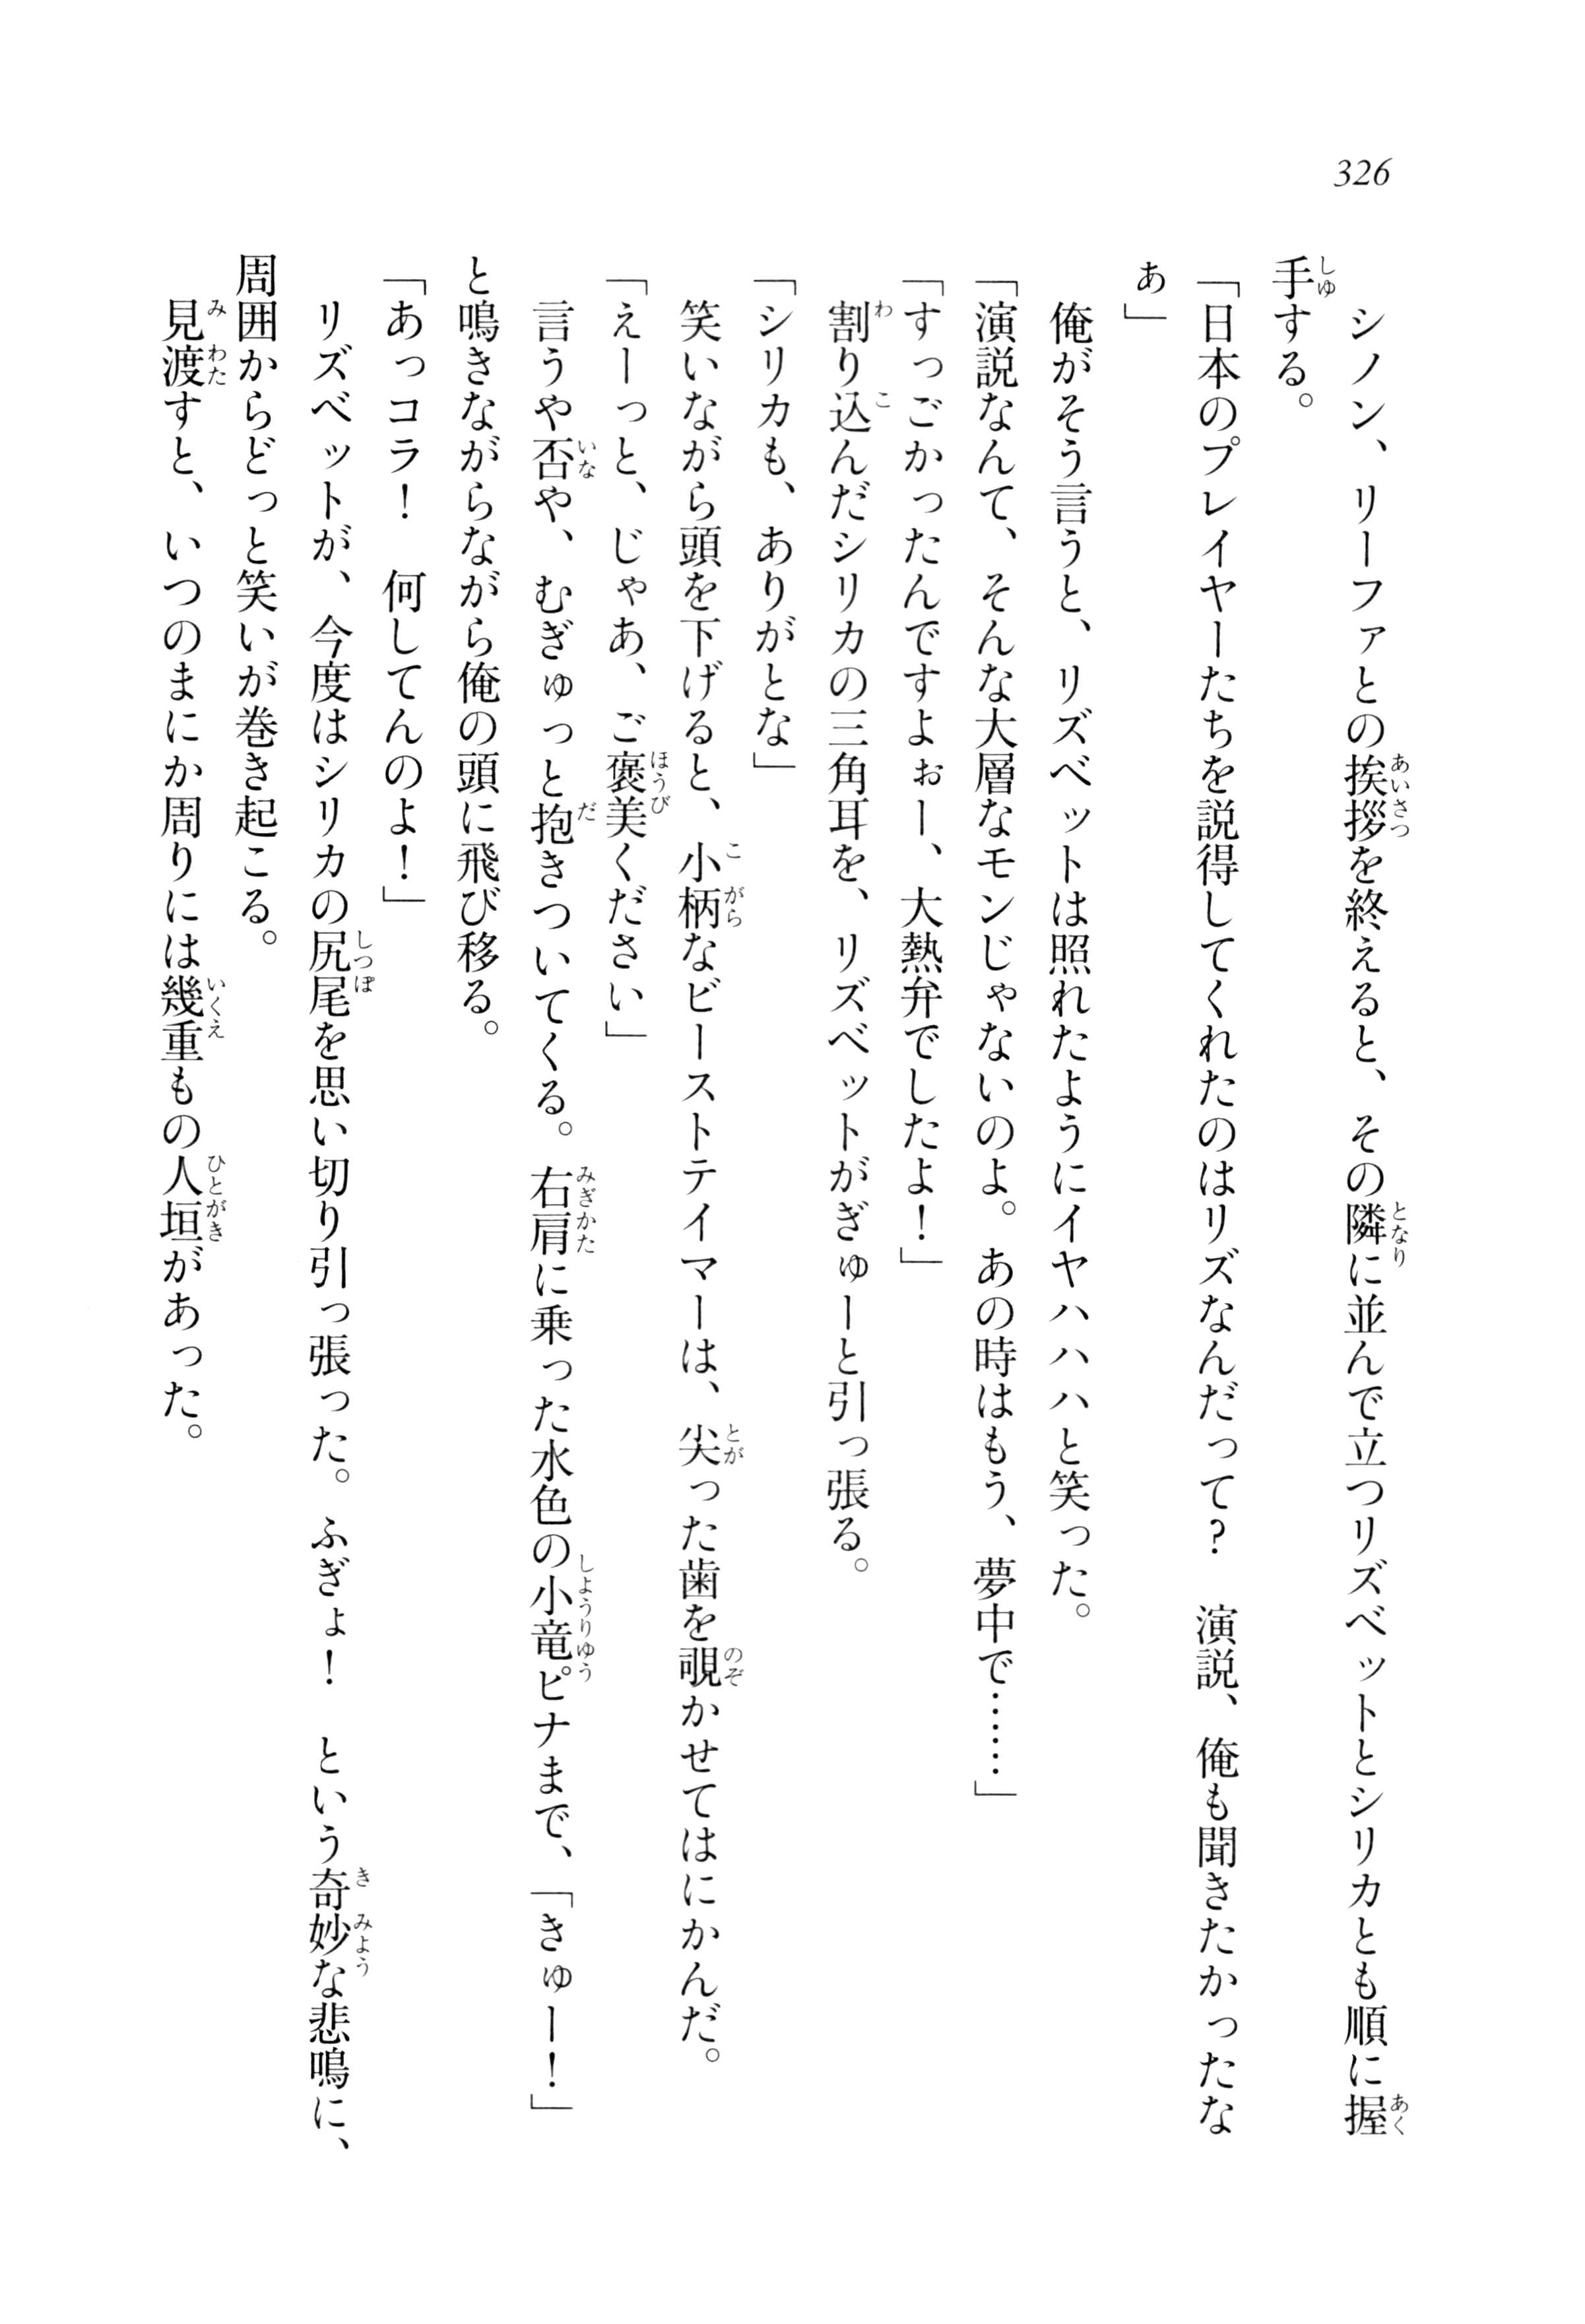 326
シノン、リーファとの挨拶を終えると、その隣に並んで立つリズベットとシリカとも順に握
手する。
「日本のプレイヤーたちを説得してくれたのはリズなんだって？　演説、俺も聞きたかったな
ぁ」
俺がそう言うと、リズベットは照れたようにイヤハハハと笑った。
「演説なんて、そんな大層なモンじゃないのよ。あの時はもう、夢中で……」
「すっごかったんですよぉー、大熱弁でしたよ！」
割り込んだシリカの三角耳を、リズベットがぎゅーと引っ張る。
「シリカも、ありがとな」
笑いながら頭を下げると、小柄なビーストテイマーは、尖った歯を覗かせてはにかんだ。
「えーっと、じゃあ、ご褒美ください」
言うや否や、むぎゅっと抱きついてくる。右肩に乗った水色の小竜ピナまで、「きゅー！」
と鳴きながらながら俺の頭に飛び移る。
「あっコラ！　何してんのよ！」
リズベットが、今度はシリカの尻尾を思い切り引っ張った。ふぎょ！　という奇妙な悲鳴に、
周囲からどっと笑いが巻き起こる。
見渡すと、いつのまにか周りには幾重もの人垣があった。